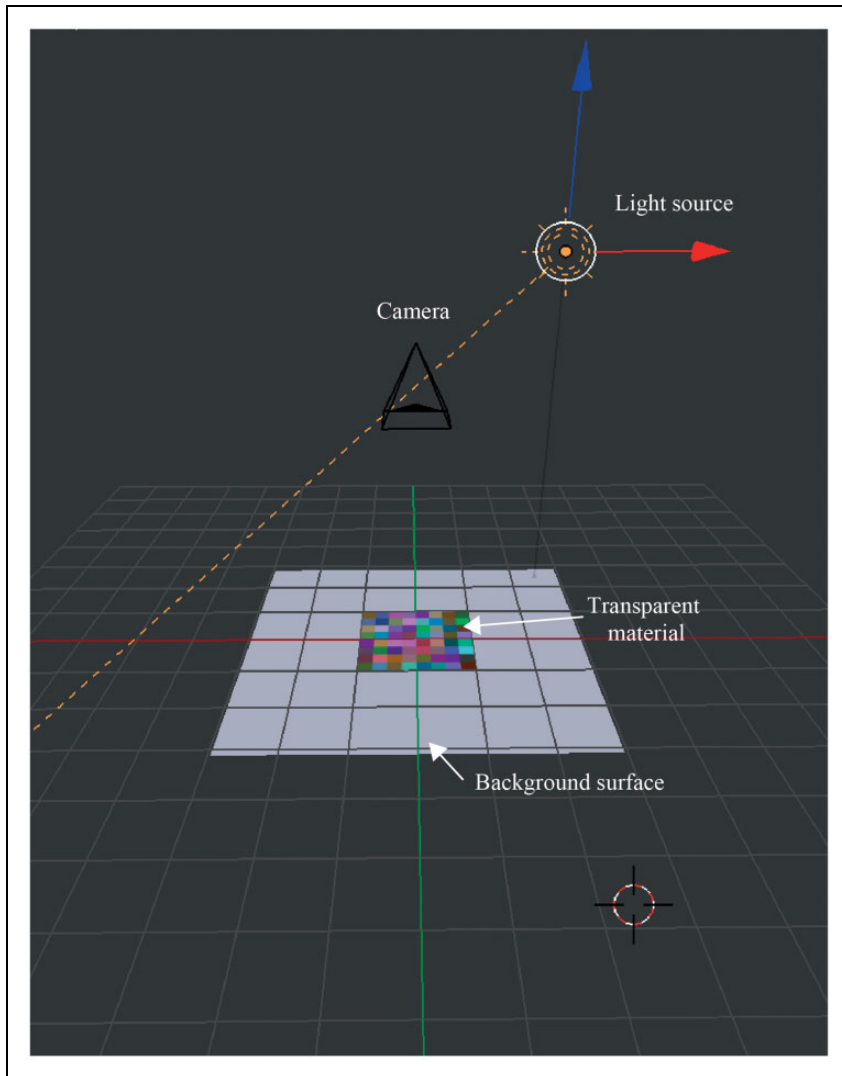 Light source
Camera
Transparent
material
Background surface